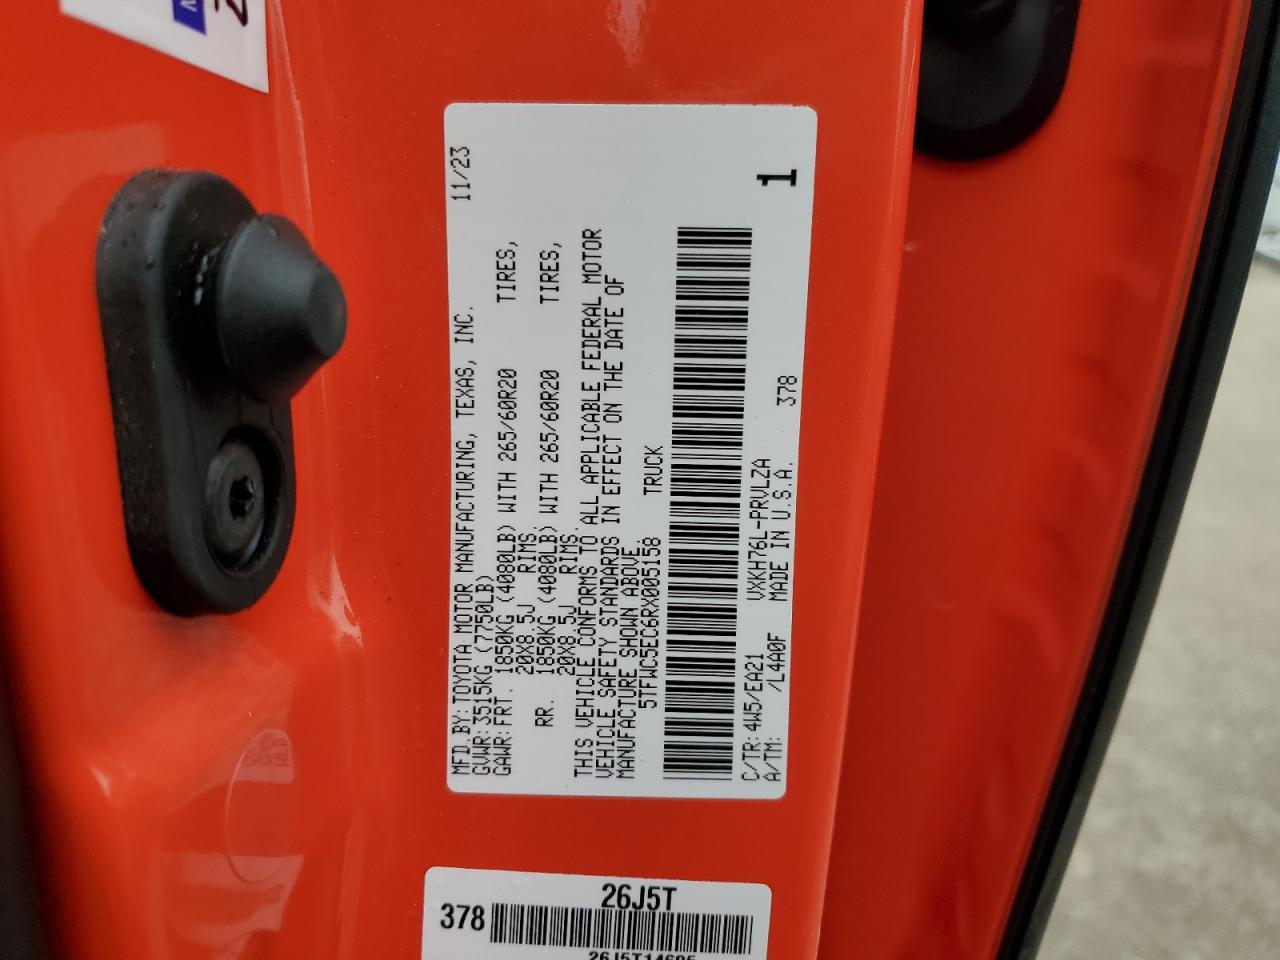 MFD.BY:TOYOTA MOTOR MANUFACTURING, TEXAS, INC. 11/23
GVWR:3515KG (7750LB)
GAWR:FRT. 1850KG (4080LB) WITH 265/60R20 TIRES,
20X8.5J RIMS.
RR. 1850KG (4080LB) WITH 265/60R20 TIRES,
20X8.5J RIMS.
THIS VEHICLE CONFORMS TO ALL APPLICABLE FEDERAL MOTOR
VEHICLE SAFETY STANDARDS IN EFFECT ON THE DATE OF
MANUFACTURE SHOWN ABOVE.
5TFWC5EC6RX005158 TRUCK
C/TR:4W5/EA21 VXKH76L-PRVLZA
A/TM: /L4A0F MADE IN U.S.A. 378
1
26J5T
378